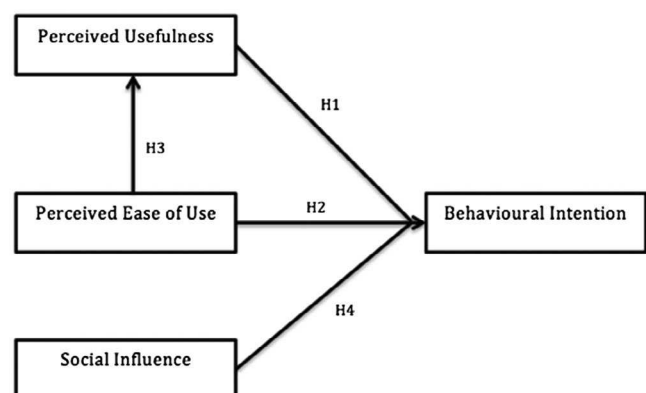 Perceived Usefulness
H1
H3
Perceived Ease of Use
H2
Behavioural Intention
H4
Social Influence